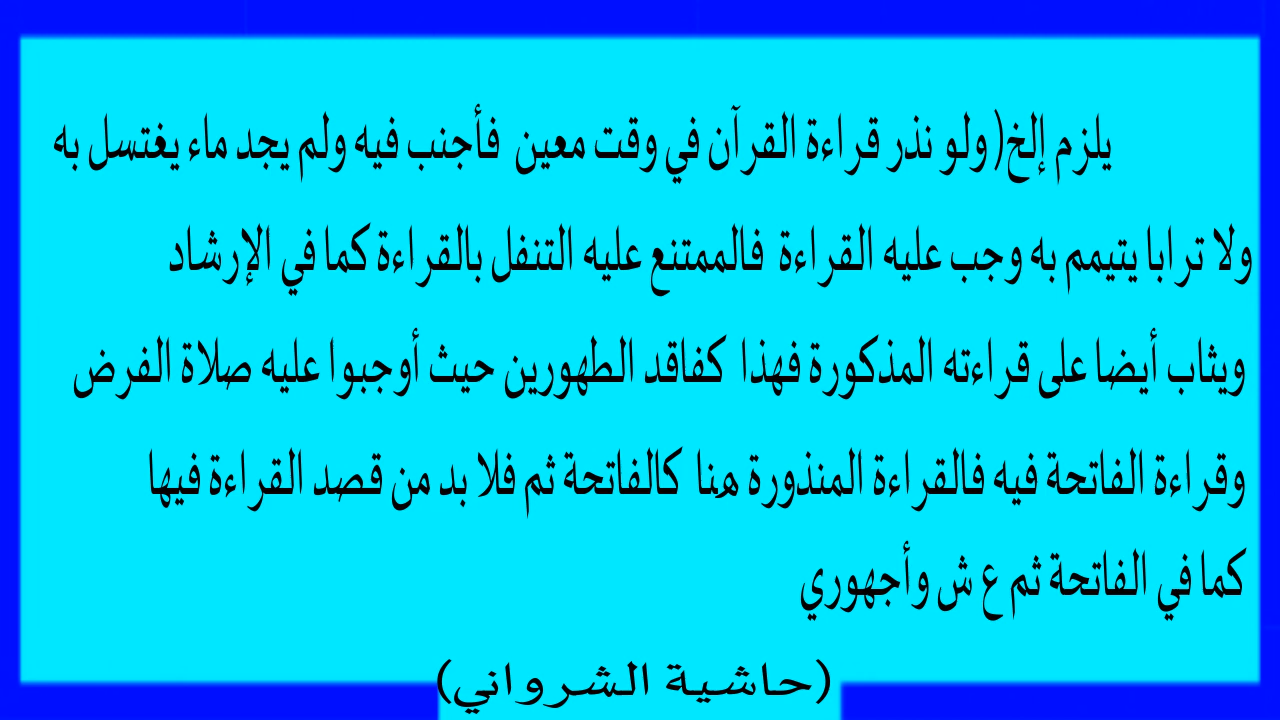 يلزم إلخ) ولو نذر قراءة القرآن في وقت معين فأجنب فيه ولم يجد ماء يغتسل به
ولا ترابا يتيمم به وجب عليه القراءة فالممتنع عليه التنفل بالقراءة كما في الإرشاد
ويثاب أيضا على قراءته المذكورة فهذا كفاقد الطهورين حيث أوجبوا عليه صلاة الفرض
وقراءة الفاتحة فيه فالقراءة المنذورة هنا كالفاتحة ثم فلا بد من قصد القراءة فيها
كما في الفاتحة ثم ع ش وأجهوري
(حاشية الشرواني)